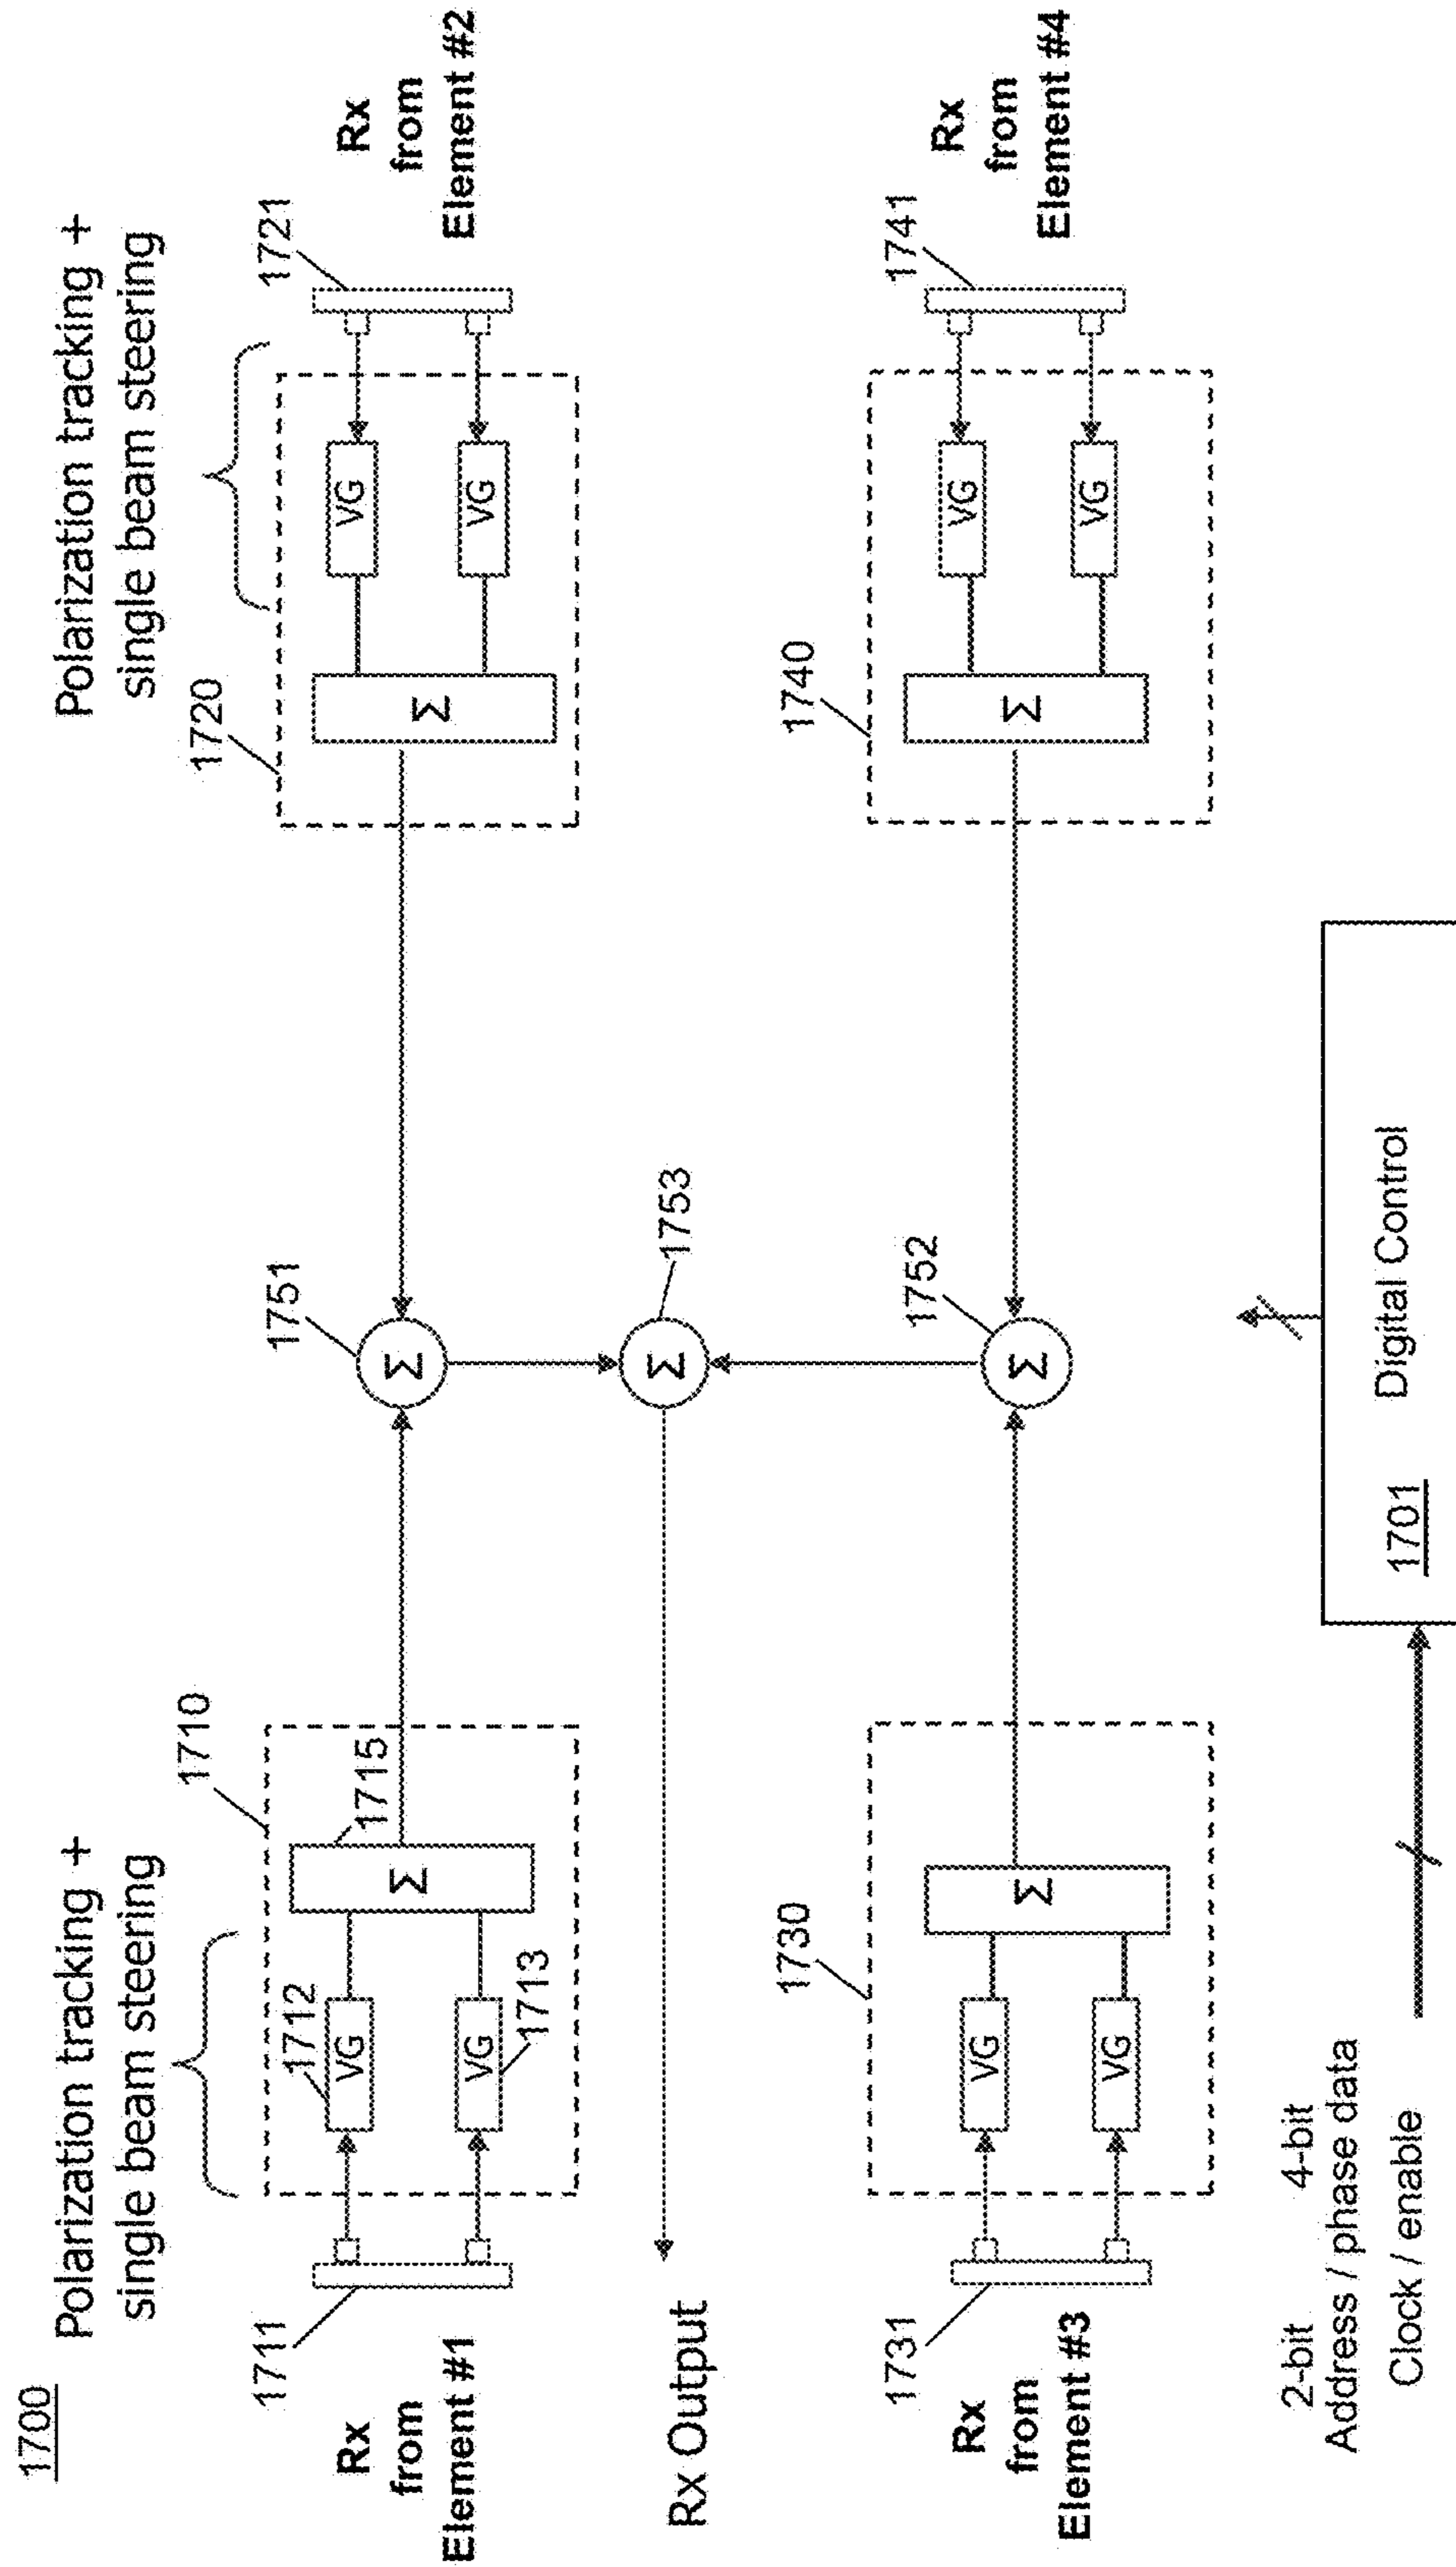 1700
Polarization tracking +
single beam steering
Polarization tracking +
single beam steering
1710
1720
1711
1712
1715
1751
1721
Rx
from
Element #1
VG
VG
1713
Σ
Σ
Σ
VG
VG
Rx
from
Element #2
Rx Output
Σ
1753
1731
1730
1752
1740
1741
Rx
from
Element #3
VG
VG
Σ
Σ
Σ
VG
VG
Rx
from
Element #4
2-bit 4-bit
Address / phase data
Clock / enable
Digital Control
1701